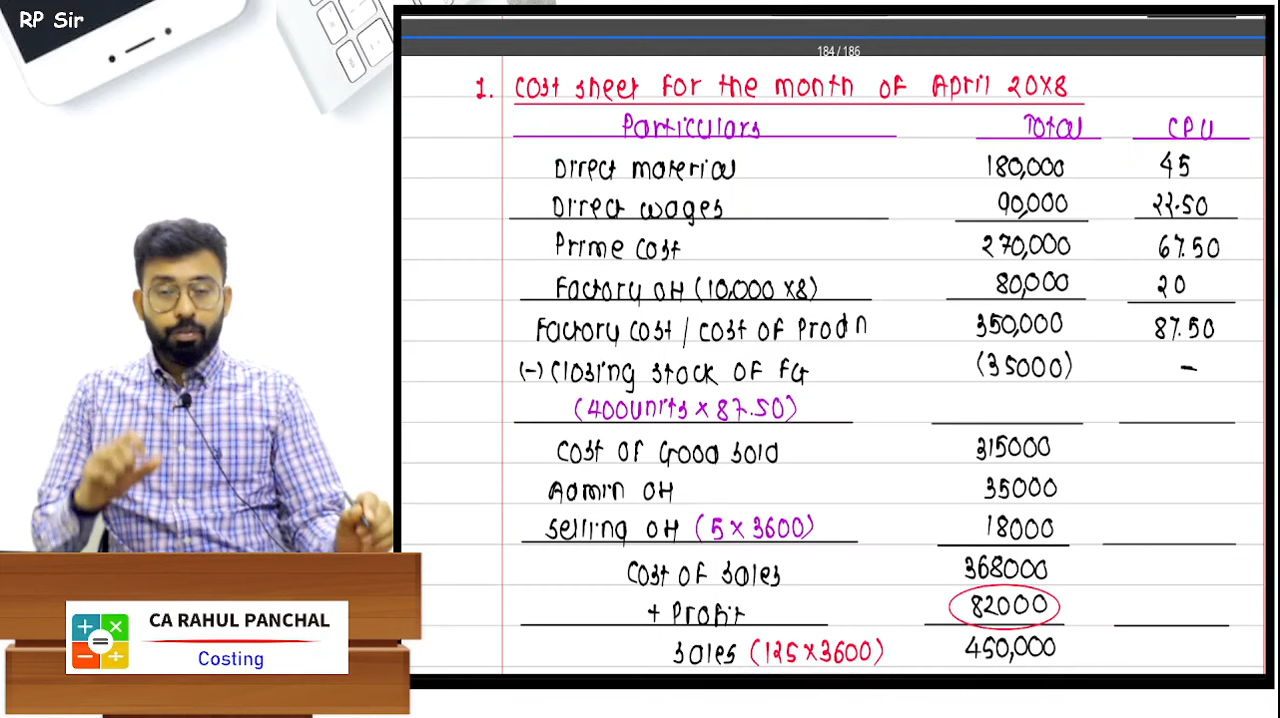 RP Sir
184 / 186
1. Cost sheet for the month of April 20X8
Particulars Total CPU
Direct material 180,000 45
Direct wages 90,000 22.50
Prime cost 270,000 67.50
Factory OH (10,000 X8) 80,000 20
Factory cost / cost of Prodn 350,000 87.50
(-) Closing stock of FG (35000) -
(400units x 87.50)
Cost of Good sold 315000
Admin OH 35000
Selling OH (5 x 3600) 18000
Cost of sales 368000
+ Profit 82000
Sales (125 x 3600) 450,000
CA RAHUL PANCHAL
Costing